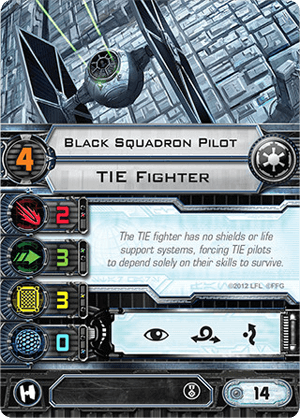 Black Squadron Pilot
4
TIE Fighter
2
3
3
0
The TIE fighter has no shields or life
support systems, forcing TIE pilots
to depend solely on their skills to survive.
©2012 LFL ©FFG
14